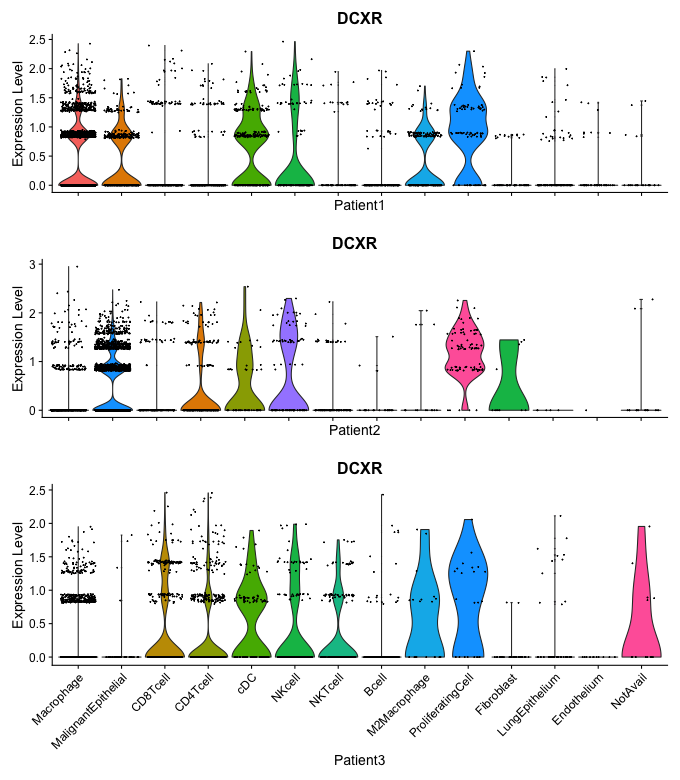 DCXR
Expression Level
2.5
2.0
1.5
1.0
0.5
0.0
Patient1
DCXR
Expression Level
3
2
1
0
Patient2
DCXR
Expression Level
2.5
2.0
1.5
1.0
0.5
0.0
Macrophage
MalignantEpithelial
CD8Tcell
CD4Tcell
cDC
NKcell
NKTcell
Bcell
M2Macrophage
ProliferatingCell
Fibroblast
LungEpithelium
Endothelium
NotAvail
Patient3